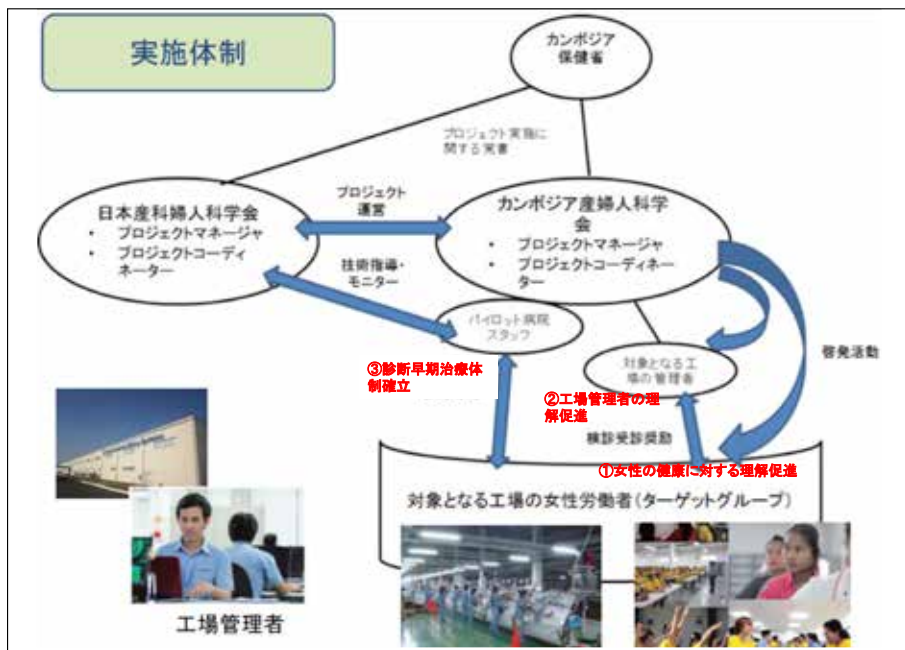 実施体制
カンボジア
保健省
プロジェクト実施に
関する覚書
日本産科婦人科学会
• プロジェクトマネージャ
• プロジェクトコーディ
ネーター
プロジェクト
運営
カンボジア産婦人科学
会
• プロジェクトマネージャ
• プロジェクトコーディネー
ター
技術指導・
モニター
パイロット病院
スタッフ
対象となる工
場の管理者
啓発活動
③診断早期治療体
制確立
②工場管理者の理
解促進
検診受診奨励
①女性の健康に対する理解促進
対象となる工場の女性労働者(ターゲットグループ)
工場管理者